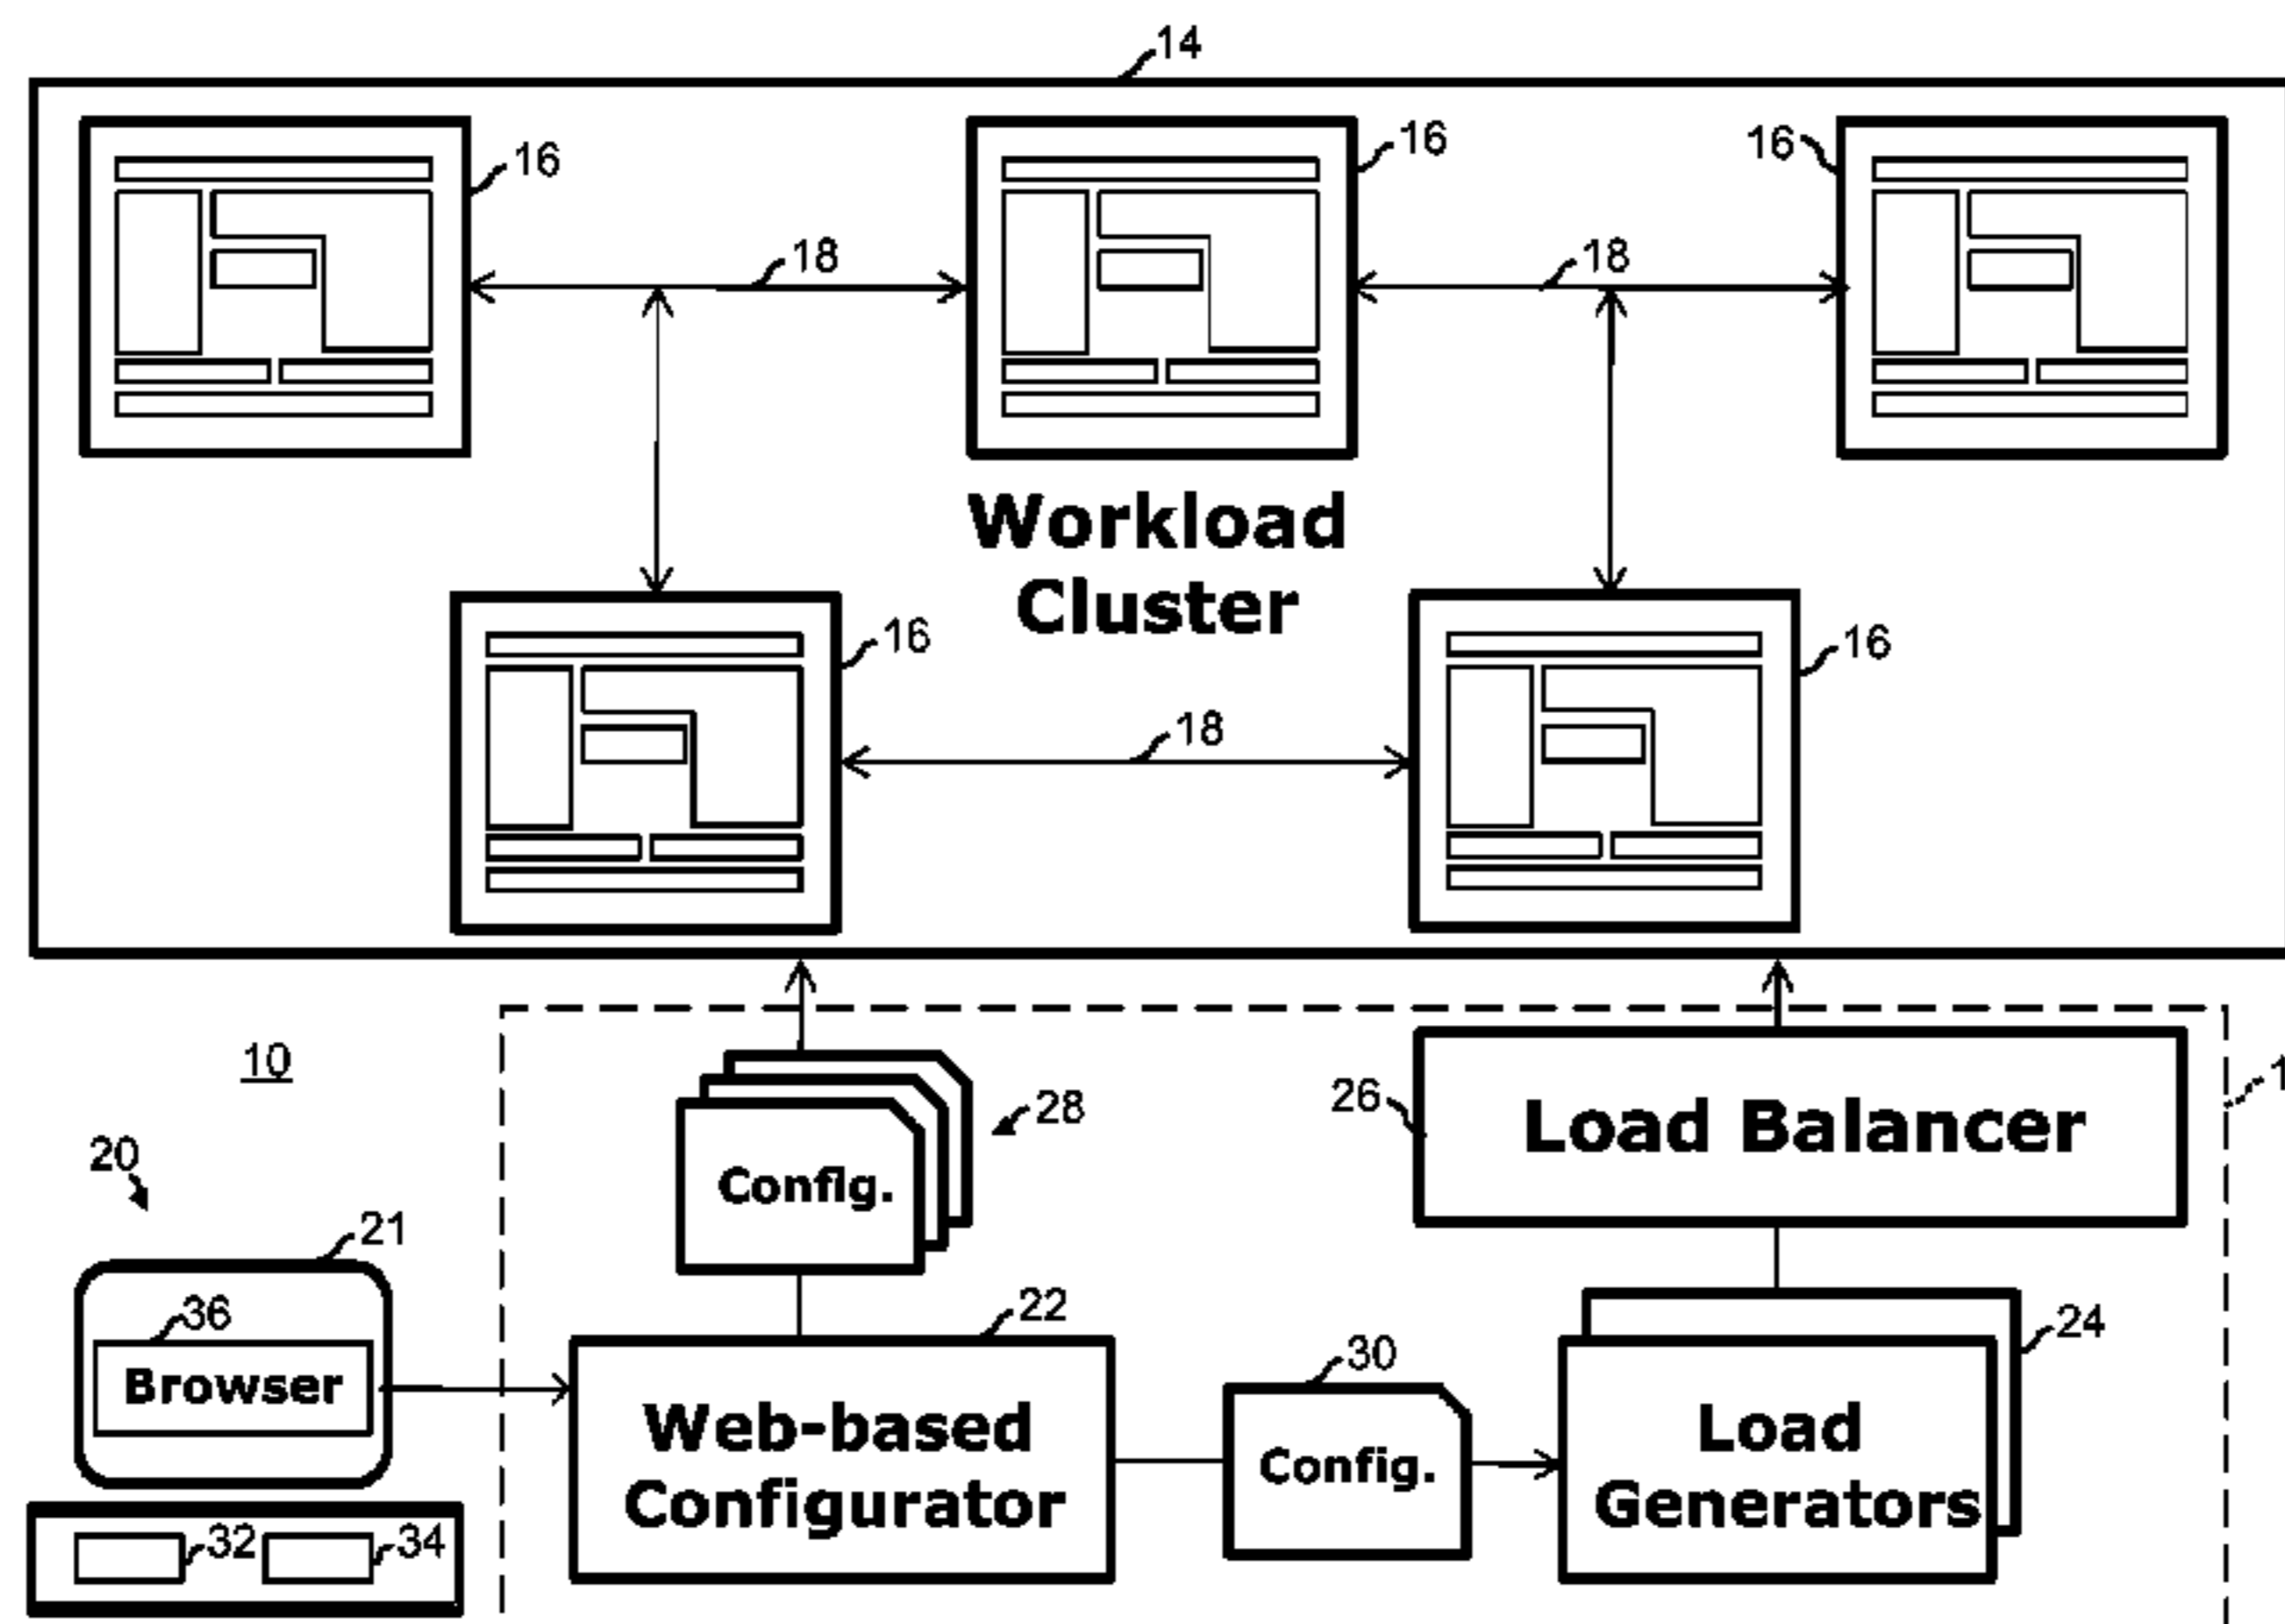 14
16
16
16
18
18
Workload
Cluster
16
16
18
10
28
26
Load Balancer
Config.
20
21
36
Browser
22
30
24
Web-based
Configurator
Config.
Load
Generators
32
34